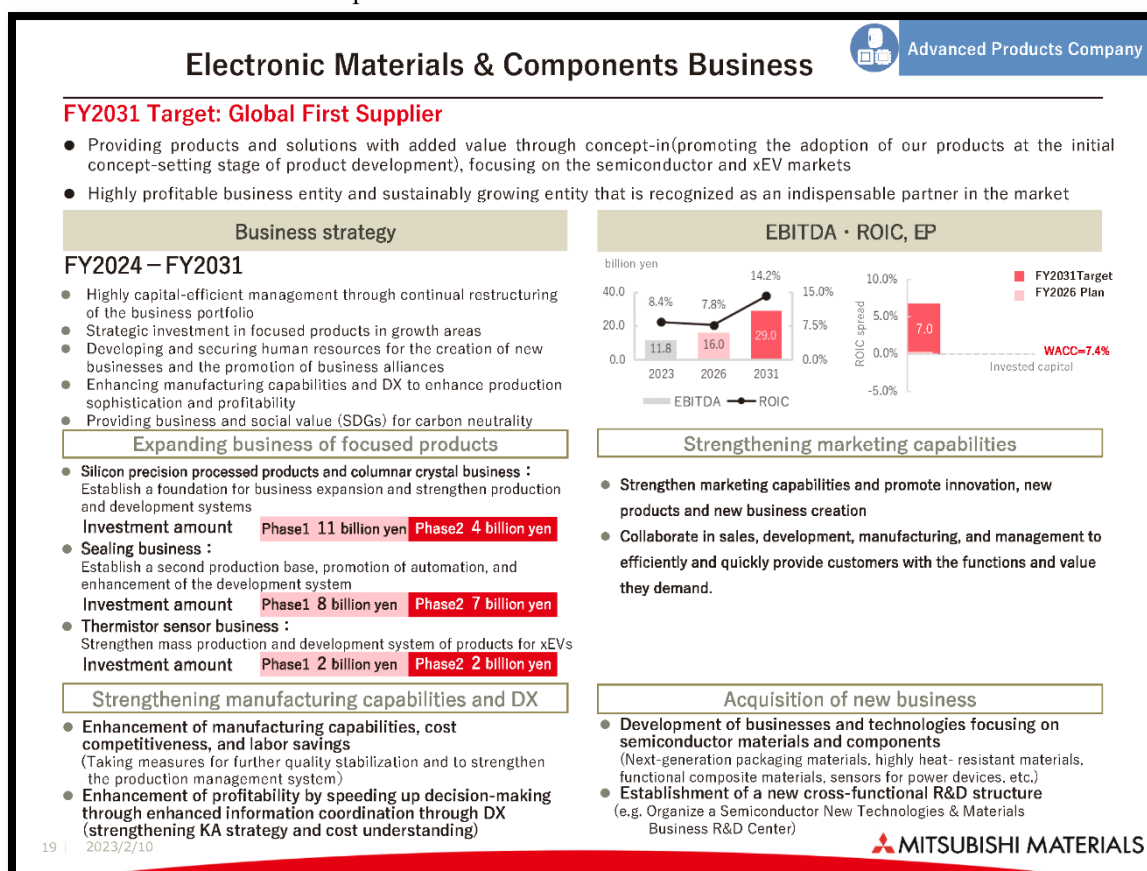 Electronic Materials & Components Business
Advanced Products Company
FY2031 Target: Global First Supplier
● Providing products and solutions with added value through concept-in(promoting the adoption of our products at the initial
concept-setting stage of product development), focusing on the semiconductor and xEV markets
● Highly profitable business entity and sustainably growing entity that is recognized as an indispensable partner in the market
Business strategy
FY2024－FY2031
● Highly capital-efficient management through continual restructuring
of the business portfolio
● Strategic investment in focused products in growth areas
● Developing and securing human resources for the creation of new
businesses and the promotion of business alliances
● Enhancing manufacturing capabilities and DX to enhance production
sophistication and profitability
● Providing business and social value (SDGs) for carbon neutrality
EBITDA・ROIC, EP
billion yen
40.0
20.0
0.0
8.4%
7.8%
14.2%
11.8
16.0
29.0
15.0%
7.5%
0.0%
2023 2026 2031
EBITDA ROIC
ROIC spread
10.0%
5.0%
0.0%
-5.0%
7.0
FY2031Target
FY2026 Plan
WACC=7.4%
Invested capital
Expanding business of focused products
● Silicon precision processed products and columnar crystal business：
Establish a foundation for business expansion and strengthen production
and development systems
Investment amount Phase1 11 billion yen Phase2 4 billion yen
● Sealing business：
Establish a second production base, promotion of automation, and
enhancement of the development system
Investment amount Phase1 8 billion yen Phase2 7 billion yen
● Thermistor sensor business：
Strengthen mass production and development system of products for xEVs
Investment amount Phase1 2 billion yen Phase2 2 billion yen
Strengthening marketing capabilities
● Strengthen marketing capabilities and promote innovation, new
products and new business creation
● Collaborate in sales, development, manufacturing, and management to
efficiently and quickly provide customers with the functions and value
they demand.
Strengthening manufacturing capabilities and DX
● Enhancement of manufacturing capabilities, cost
competitiveness, and labor savings
(Taking measures for further quality stabilization and to strengthen
the production management system)
● Enhancement of profitability by speeding up decision-making
through enhanced information coordination through DX
(strengthening KA strategy and cost understanding)
Acquisition of new business
● Development of businesses and technologies focusing on
semiconductor materials and components
(Next-generation packaging materials, highly heat- resistant materials,
functional composite materials, sensors for power devices, etc.)
● Establishment of a new cross-functional R&D structure
(e.g. Organize a Semiconductor New Technologies & Materials
Business R&D Center)
19 | 2023/2/10
MITSUBISHI MATERIALS